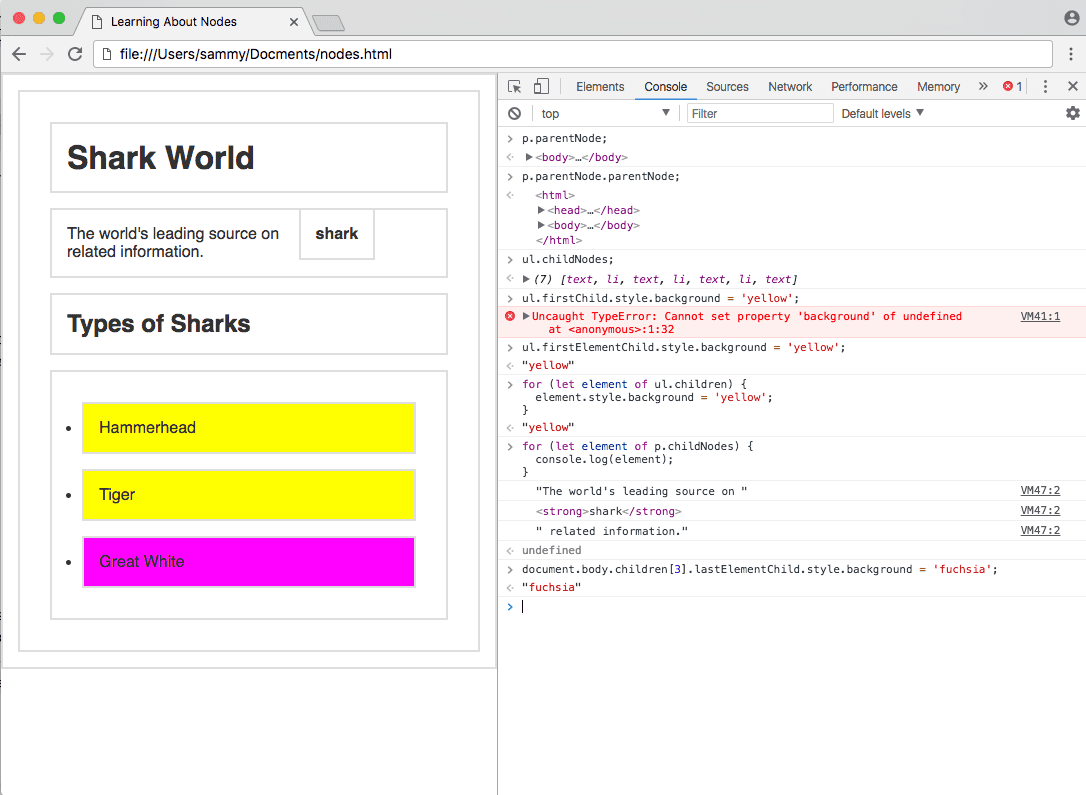 Learning About Nodes
file:///Users/sammy/Docments/nodes.html
Shark World
The world's leading source on shark
related information.
Types of Sharks
Hammerhead
Tiger
Great White
Elements Console Sources Network Performance Memory » 1
top Filter Default levels
p.parentNode;
<body>…</body>
p.parentNode.parentNode;
<html>
<head>…</head>
<body>…</body>
</html>
ul.childNodes;
(7) [text, li, text, li, text, li, text]
ul.firstChild.style.background = 'yellow';
Uncaught TypeError: Cannot set property 'background' of undefined VM41:1
at <anonymous>:1:32
ul.firstElementChild.style.background = 'yellow';
"yellow"
for (let element of ul.children) {
element.style.background = 'yellow';
}
"yellow"
for (let element of p.childNodes) {
console.log(element);
}
"The world's leading source on " VM47:2
<strong>shark</strong> VM47:2
" related information." VM47:2
undefined
document.body.children[3].lastElementChild.style.background = 'fuchsia';
"fuchsia"